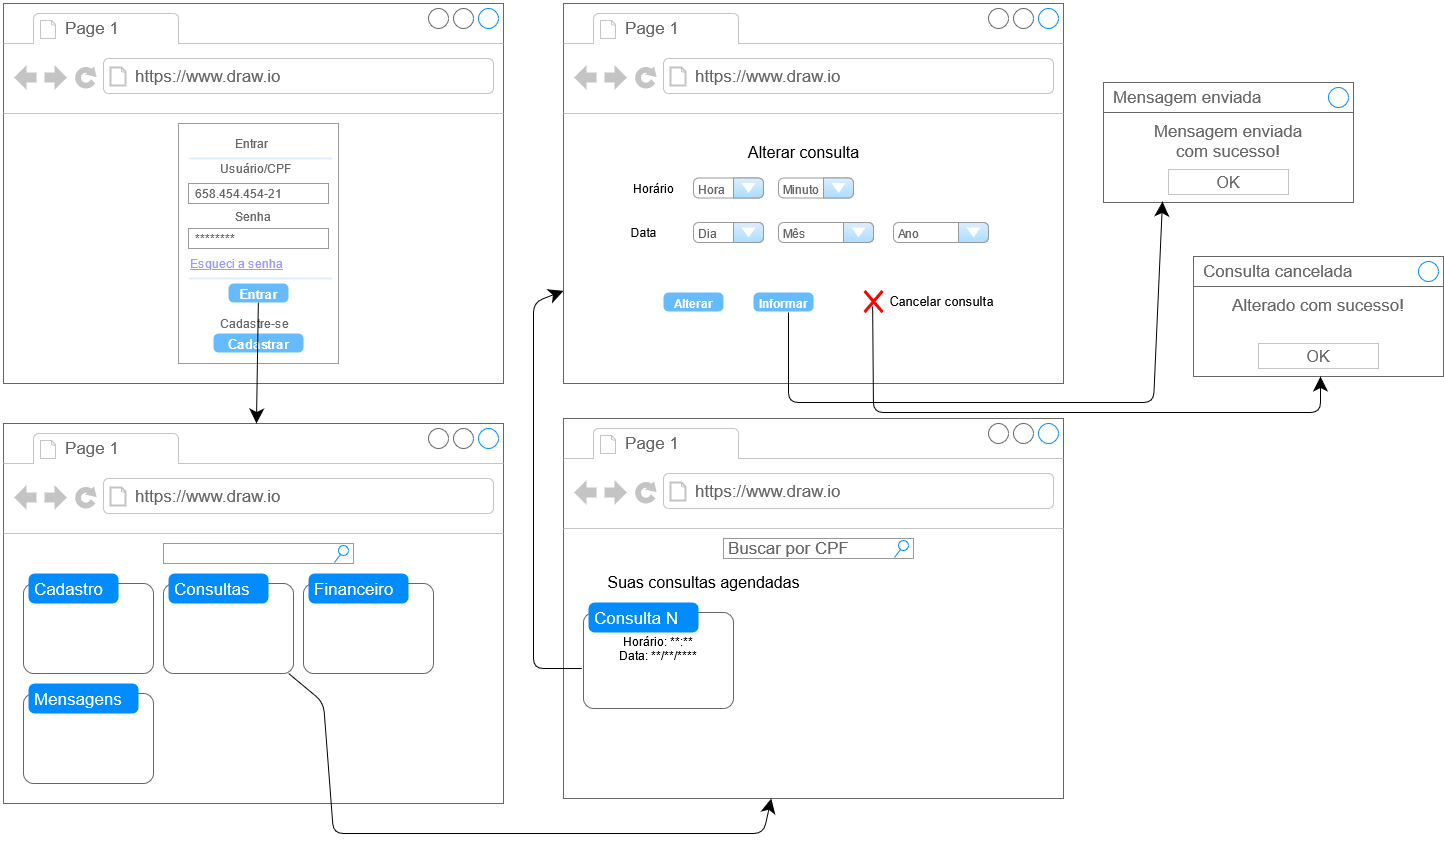 Page 1
https://www.draw.io
Entrar
Usuário/CPF
658.454.454-21
Senha
********
Esqueci a senha
Entrar
Cadastre-se
Cadastrar
Page 1
https://www.draw.io
Alterar consulta
Horário Hora Minuto
Data Dia Mês Ano
Alterar Informar Cancelar consulta
Mensagem enviada
Mensagem enviada
com sucesso!
OK
Consulta cancelada
Alterado com sucesso!
OK
Page 1
https://www.draw.io
Cadastro Consultas Financeiro
Mensagens
Page 1
https://www.draw.io
Buscar por CPF
Suas consultas agendadas
Consulta N
Horário: **:**
Data: **/**/****